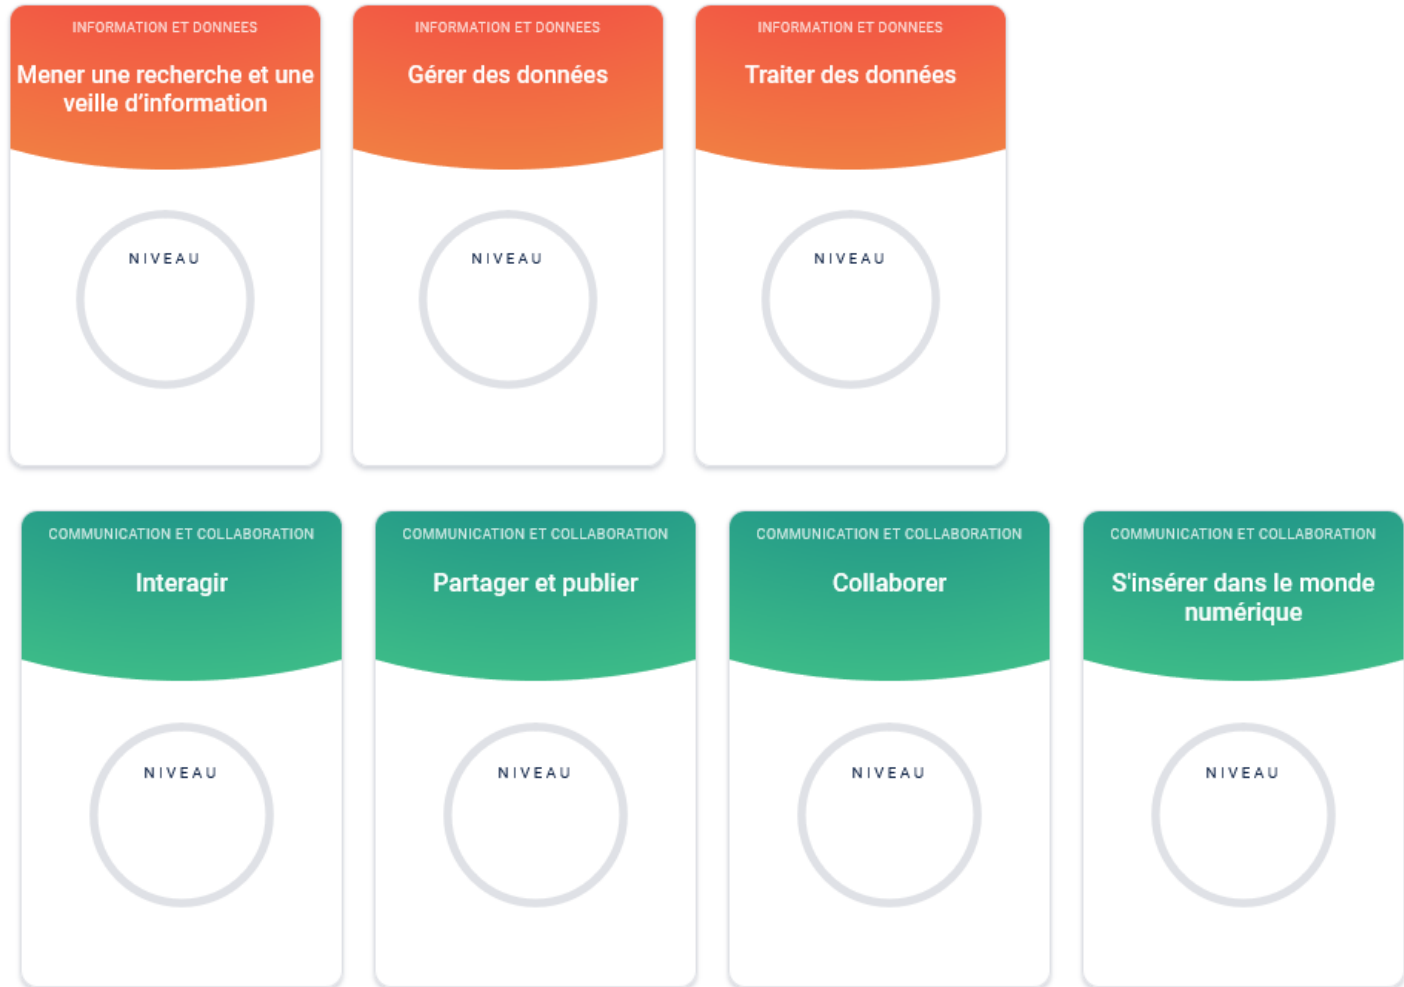 INFORMATION ET DONNEES
Mener une recherche et une
veille d’information
NIVEAU
INFORMATION ET DONNEES
Gérer des données
NIVEAU
INFORMATION ET DONNEES
Traiter des données
NIVEAU
COMMUNICATION ET COLLABORATION
Interagir
NIVEAU
COMMUNICATION ET COLLABORATION
Partager et publier
NIVEAU
COMMUNICATION ET COLLABORATION
Collaborer
NIVEAU
COMMUNICATION ET COLLABORATION
S'insérer dans le monde
numérique
NIVEAU